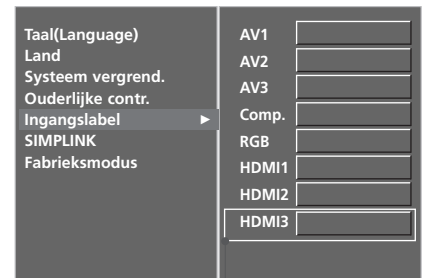 Taal(Language)
Land
Systeem vergrend.
Ouderlijke contr.
Ingangslabel ►
SIMPLINK
Fabrieksmodus
AV1
AV2
AV3
Comp.
RGB
HDMI1
HDMI2
HDMI3